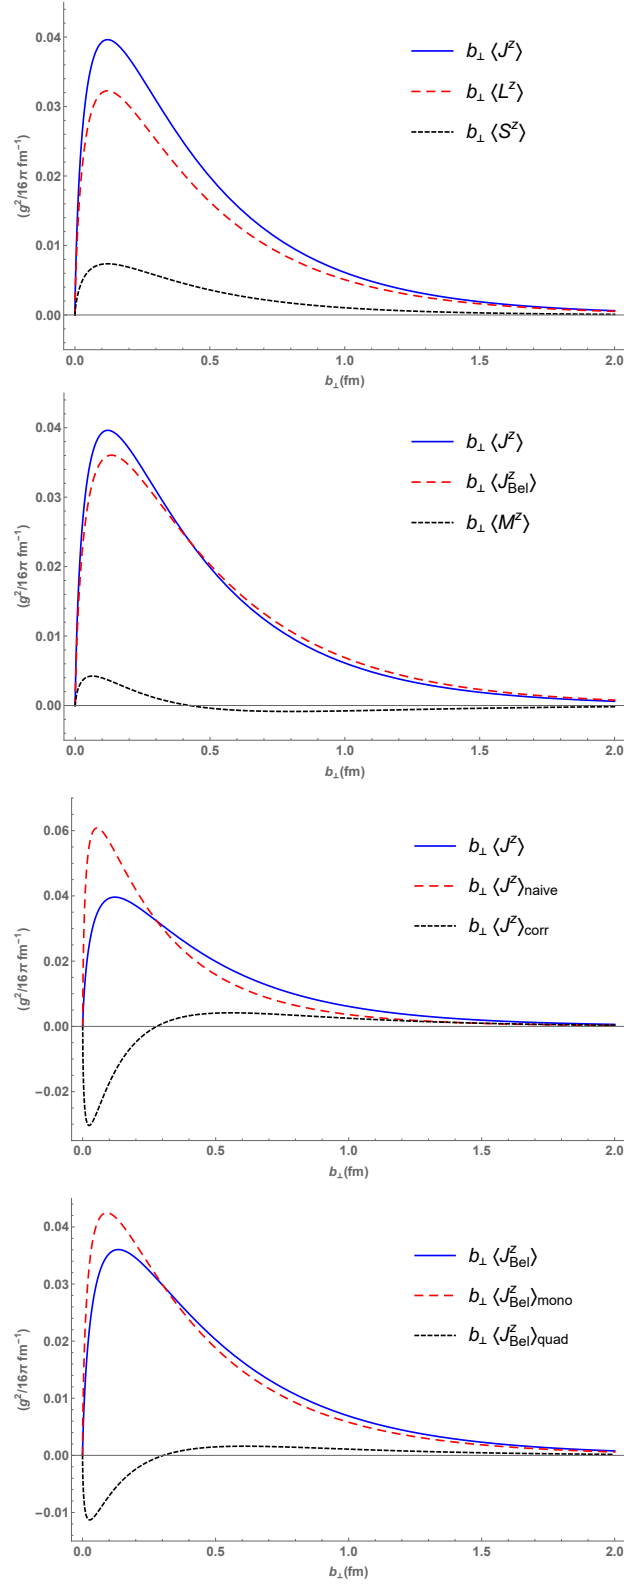 b⊥ ⟨J^z⟩
b⊥ ⟨L^z⟩
b⊥ ⟨S^z⟩
(g²/16π fm⁻¹)
0.04
0.03
0.02
0.01
0.00
0.0 0.5 1.0 1.5 2.0
b⊥(fm)
b⊥ ⟨J^z⟩
b⊥ ⟨J^z_Bel⟩
b⊥ ⟨M^z⟩
(g²/16π fm⁻¹)
0.04
0.03
0.02
0.01
0.00
0.0 0.5 1.0 1.5 2.0
b⊥(fm)
b⊥ ⟨J^z⟩
b⊥ ⟨J^z⟩naive
b⊥ ⟨J^z⟩corr
(g²/16π fm⁻¹)
0.06
0.04
0.02
0.00
−0.02
0.0 0.5 1.0 1.5 2.0
b⊥(fm)
b⊥ ⟨J^z_Bel⟩
b⊥ ⟨J^z_Bel⟩mono
b⊥ ⟨J^z_Bel⟩quad
(g²/16π fm⁻¹)
0.04
0.03
0.02
0.01
0.00
−0.01
0.0 0.5 1.0 1.5 2.0
b⊥(fm)